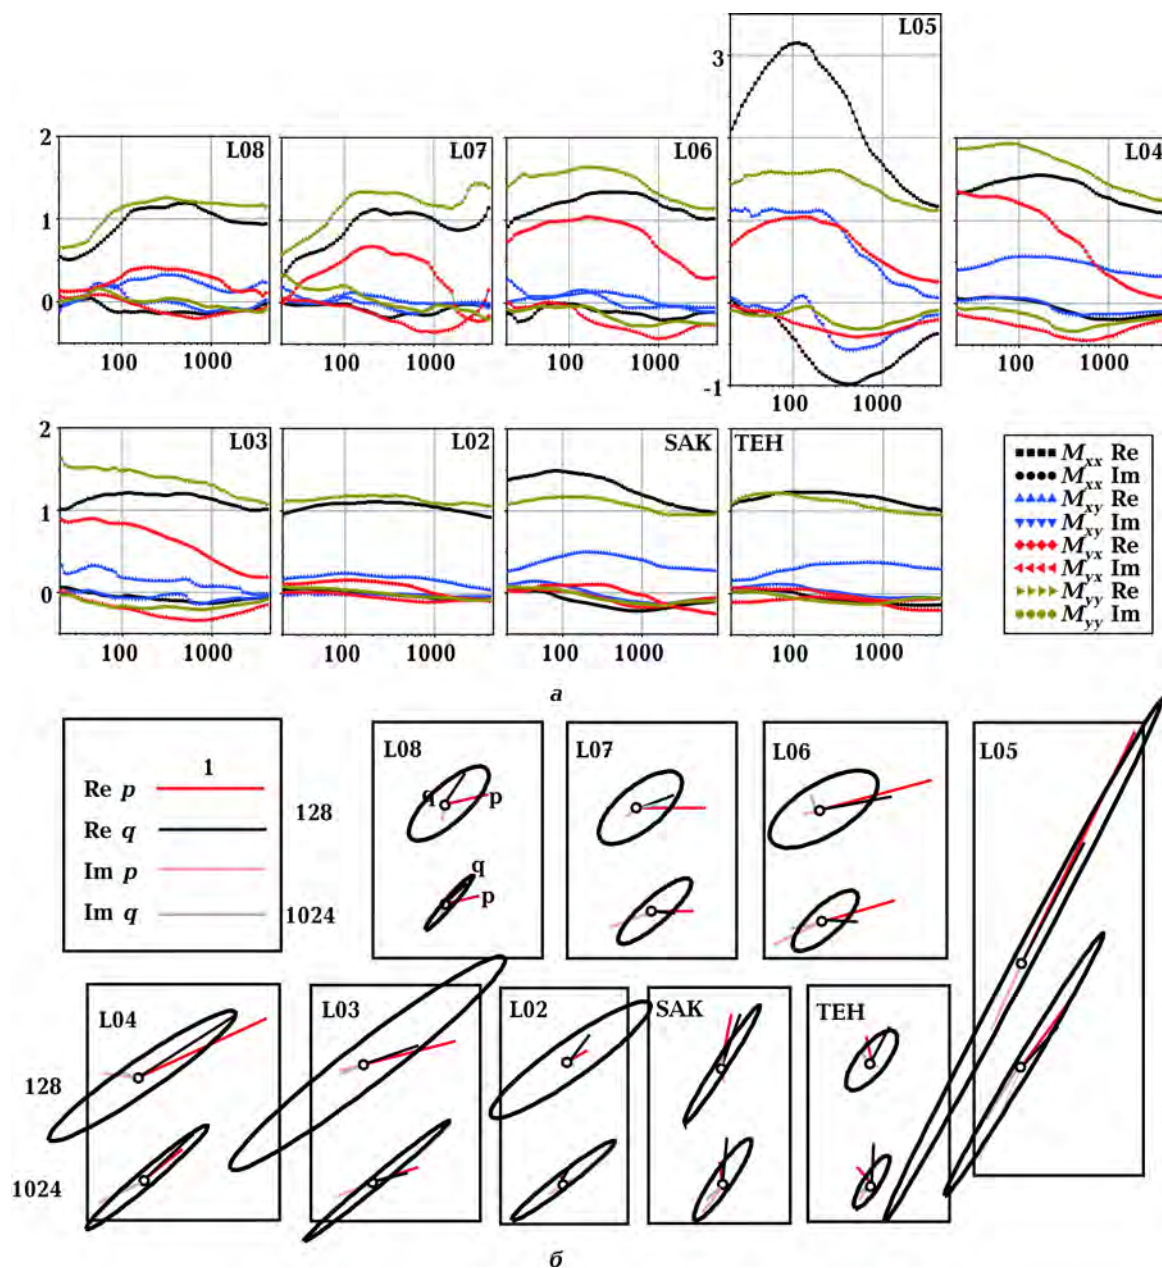 L05
3
2
L08
L07
L06
L04
1
0
100 1000 100 1000 100 1000 100 1000
-1
100 1000
2
L03
L02
SAK
TEH
1
0
100 1000 100 1000 100 1000 100 1000
Mxx Re
Mxx Im
Mxy Re
Mxy Im
Myx Re
Myx Im
Myy Re
Myy Im
а
1
Re p
Re q
Im p
Im q
128
1024
L08
q
p
q
p
L07
L06
L05
128
1024
L04
L03
L02
SAK
TEH
б